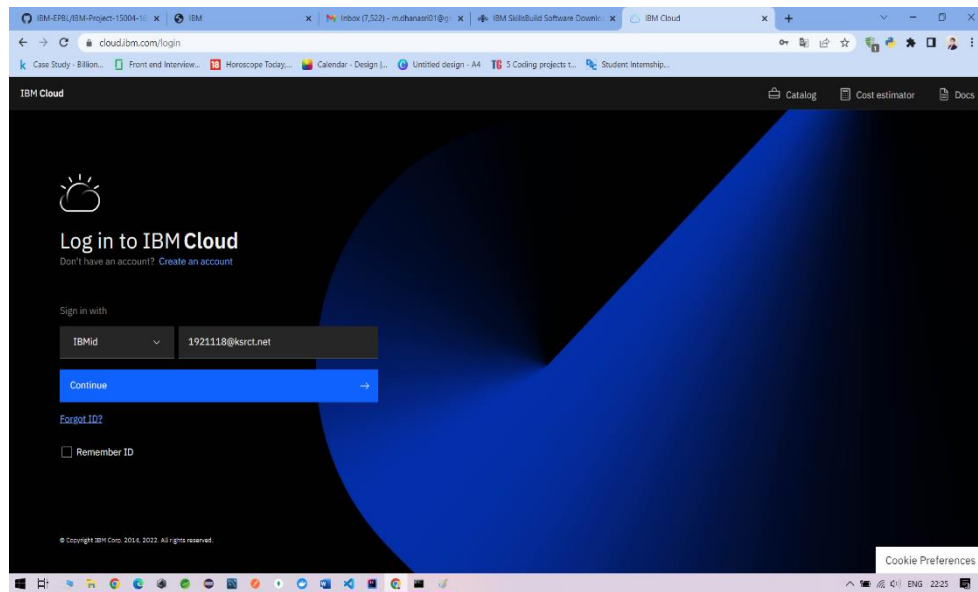 IBM-EPBL/IBM-Project-15004-16
IBM
Inbox (7,522) - m.dhanasri01@g
IBM SkillsBuild Software Downlo
IBM Cloud
cloud.ibm.com/login
Case Study - Billion...
Front end Interview...
Horoscope Today,...
Calendar - Design |...
Untitled design - A4
5 Coding projects t...
Student Internship...
IBM Cloud
Catalog
Cost estimator
Docs
Log in to IBM Cloud
Don't have an account? Create an account
Sign in with
IBMid
1921118@ksrct.net
Continue
Forgot ID?
Remember ID
© Copyright IBM Corp. 2014, 2022. All rights reserved.
Cookie Preferences
ENG 22:25